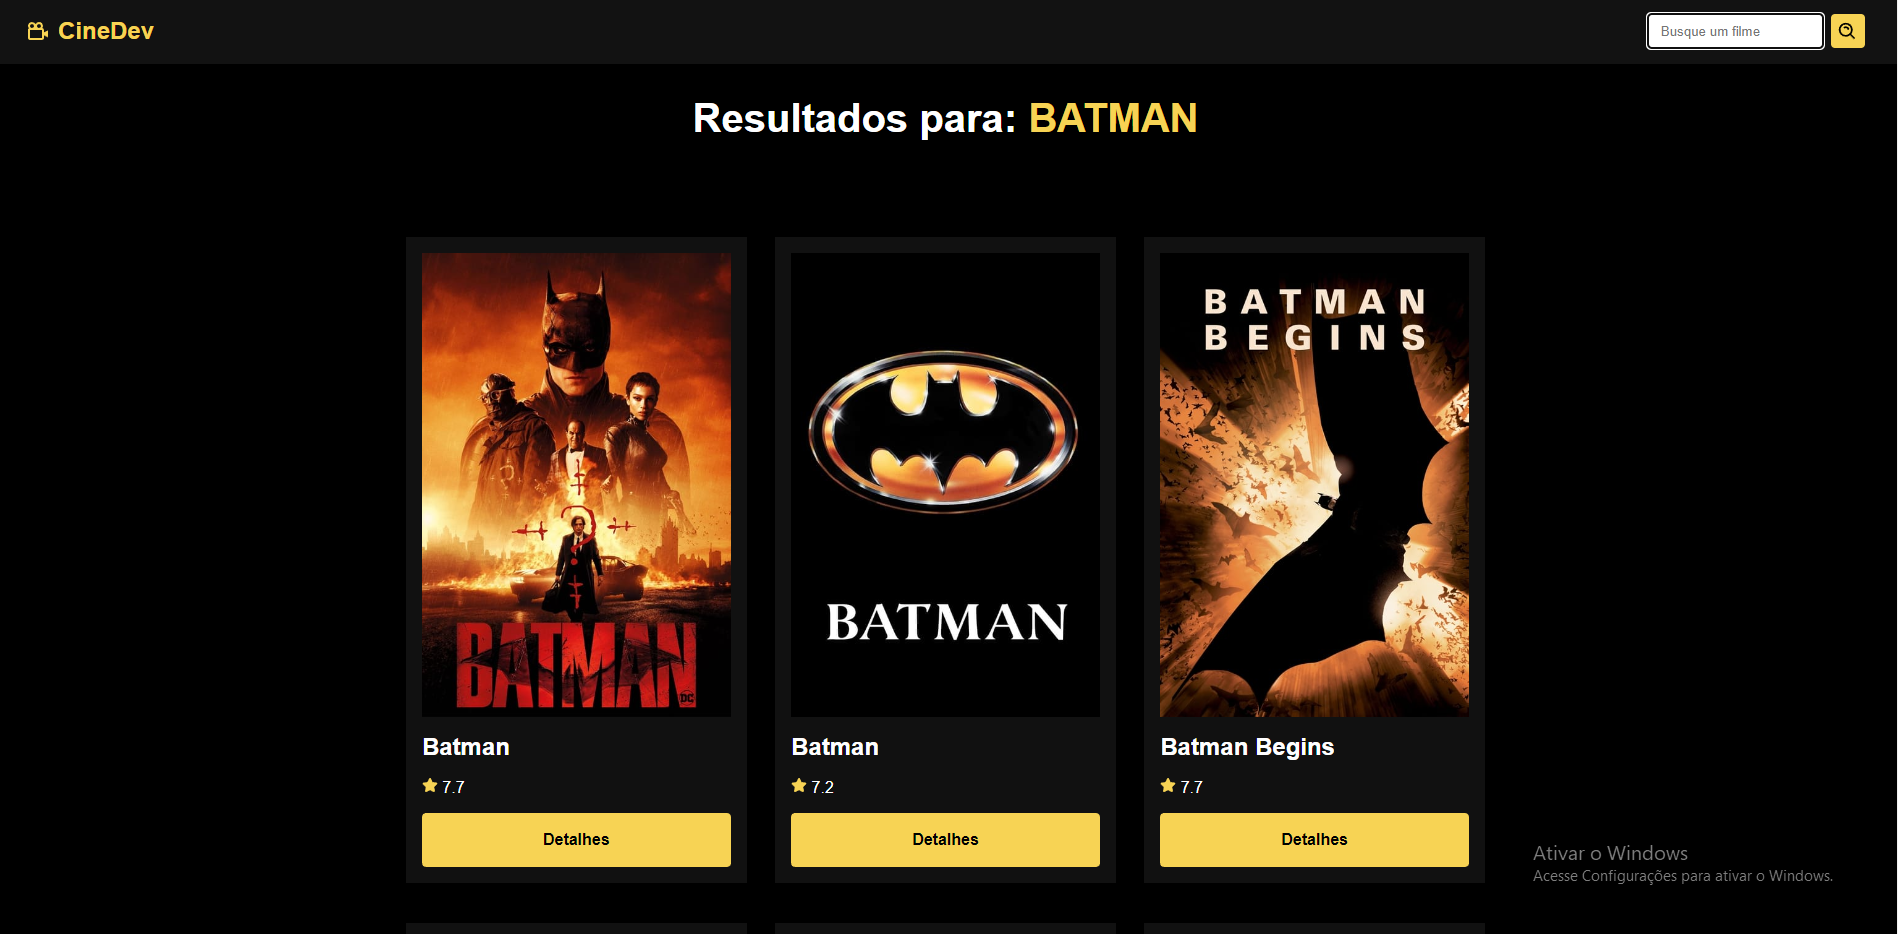 CineDev
Busque um filme
Resultados para: BATMAN
BATMAN
DC
BATMAN
BATMAN
BEGINS
Batman
7.7
Detalhes
Batman
7.2
Detalhes
Batman Begins
7.7
Detalhes
Ativar o Windows
Acesse Configurações para ativar o Windows.